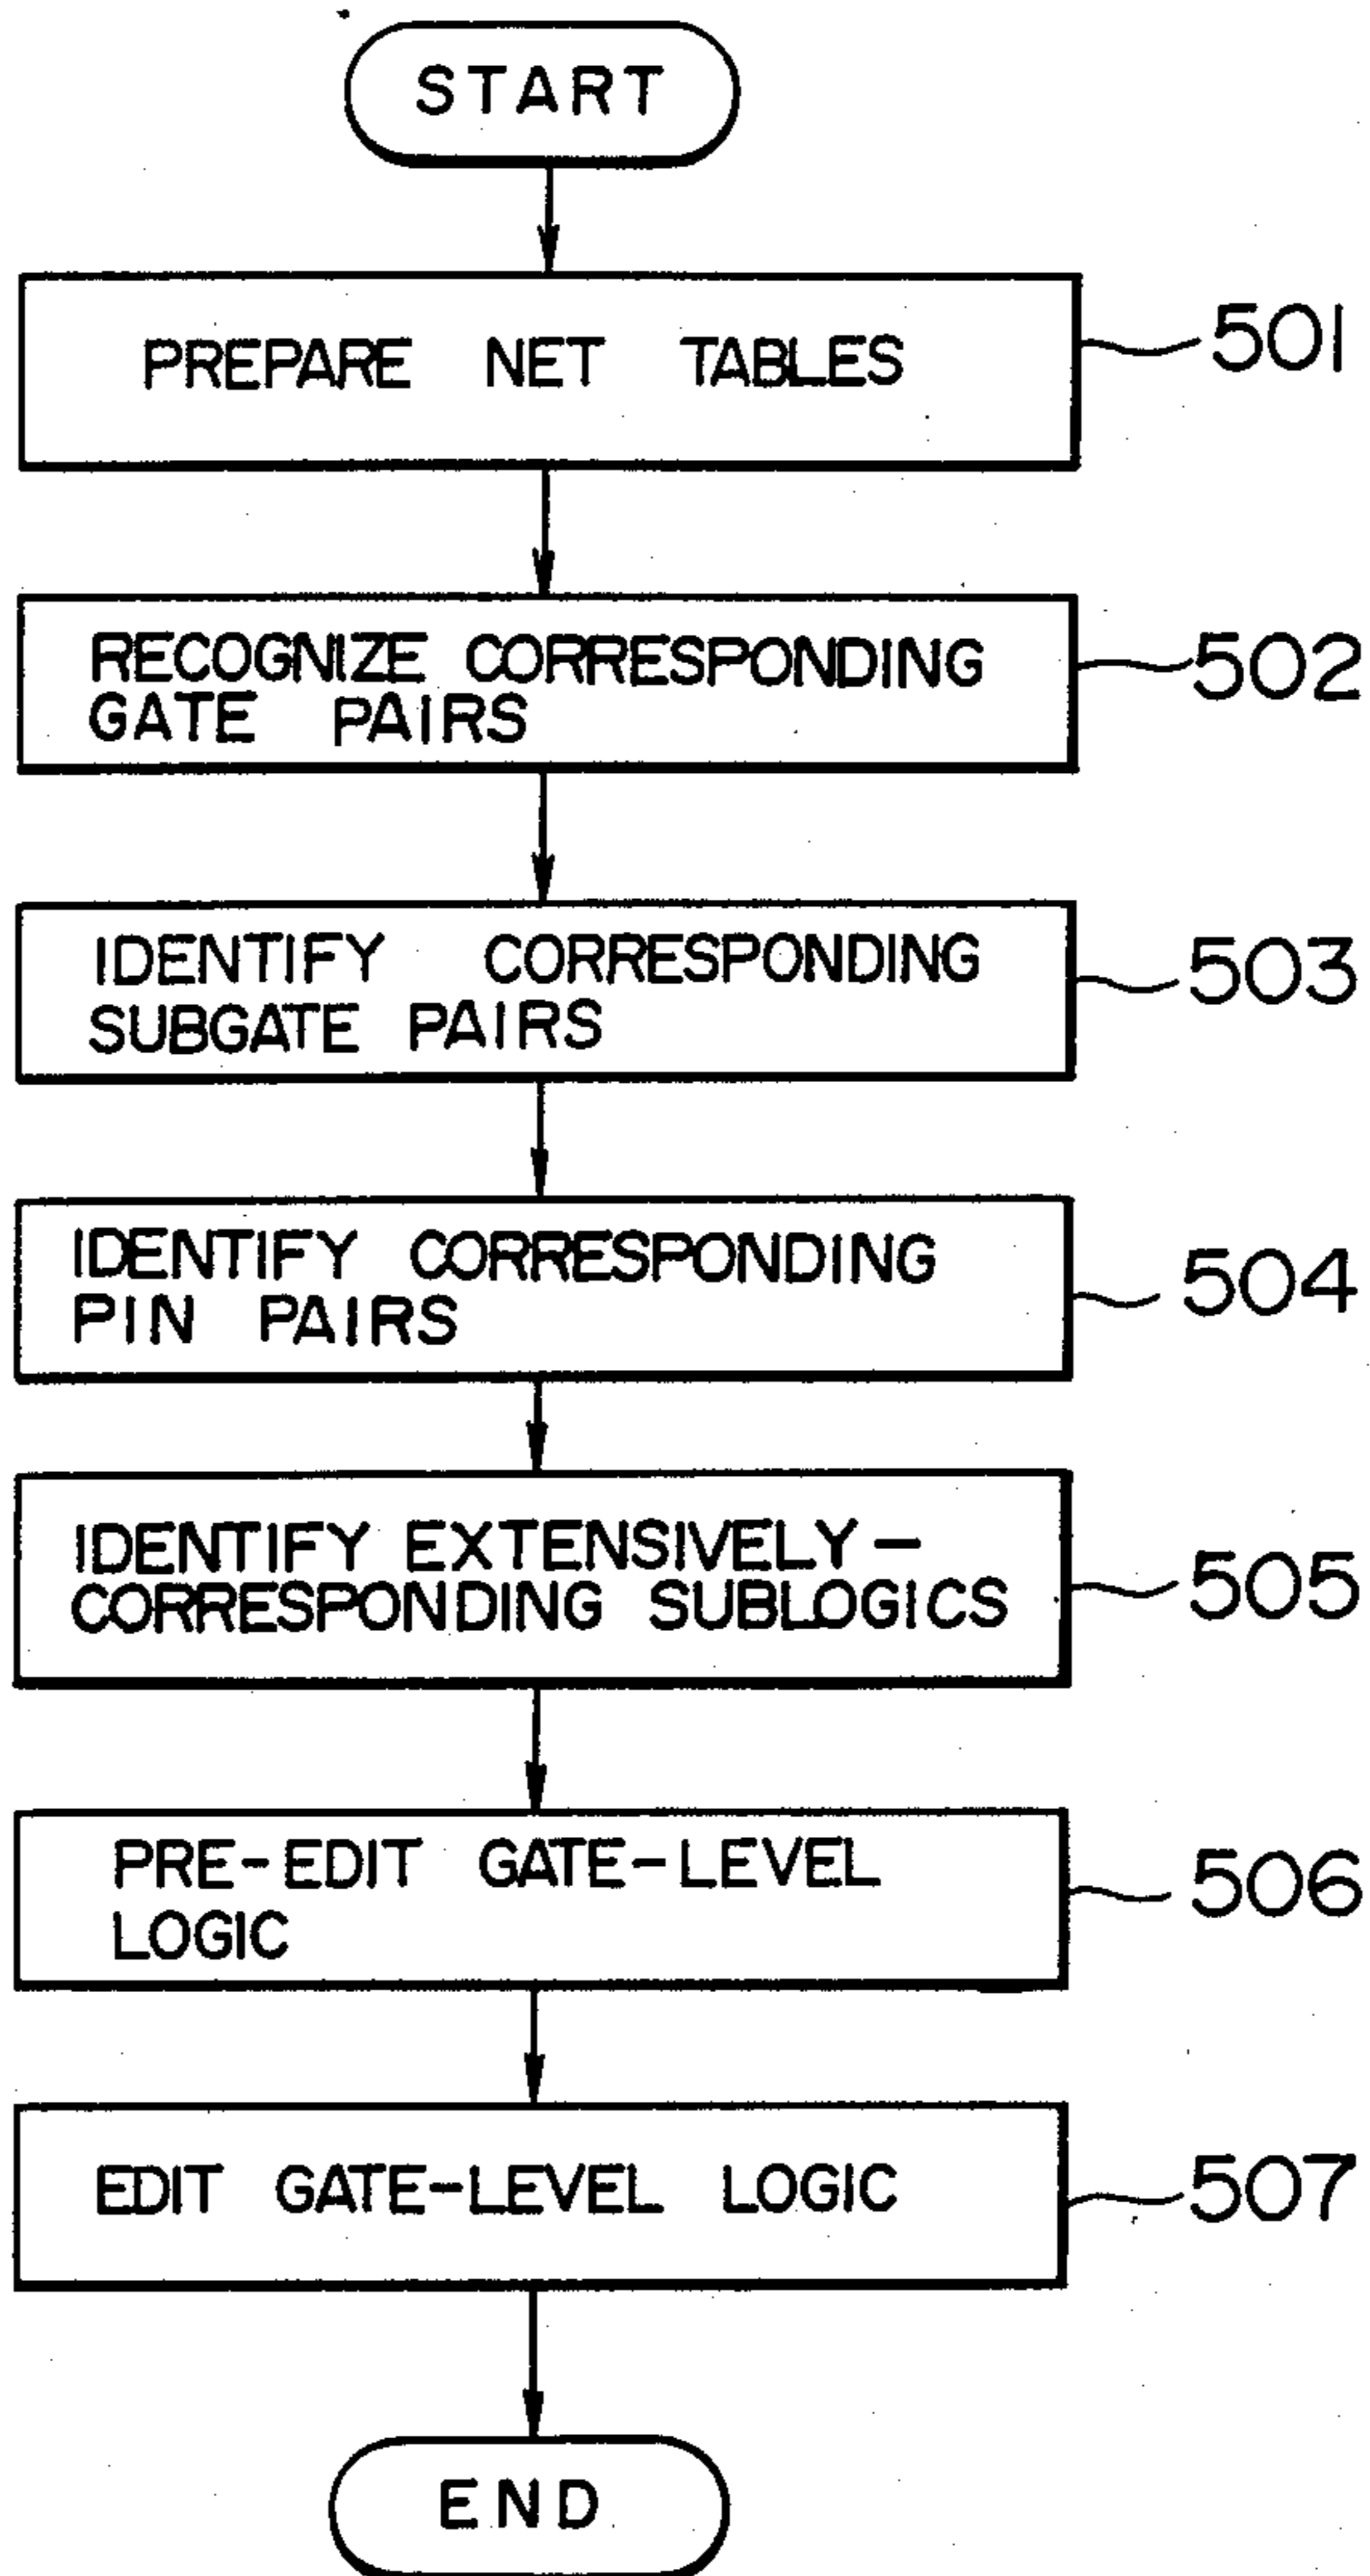 START
PREPARE NET TABLES
501
RECOGNIZE CORRESPONDING
GATE PAIRS
502
IDENTIFY CORRESPONDING
SUBGATE PAIRS
503
IDENTIFY CORRESPONDING
PIN PAIRS
504
IDENTIFY EXTENSIVELY-
CORRESPONDING SUBLOGICS
505
PRE-EDIT GATE-LEVEL
LOGIC
506
EDIT GATE-LEVEL LOGIC
507
END